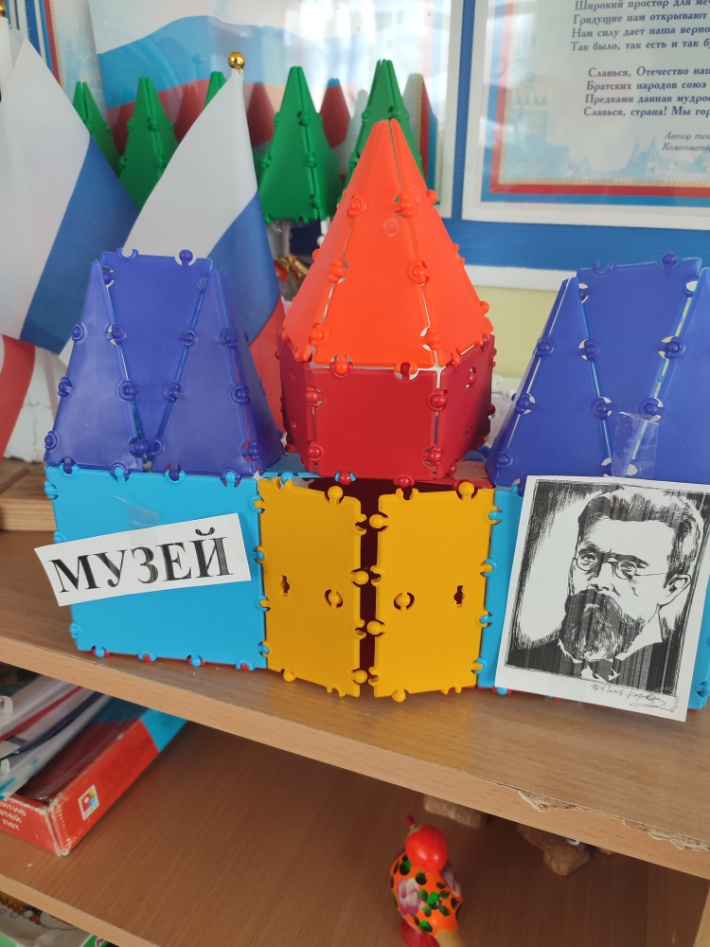 Широкий простор для
Грядущие нам открывают
Нам силу дает наша
Так было, так есть и так
Славься, Отечество
Братских народов союз
Предками данная
Славься, страна! Мы
Автор
МУЗЕЙ